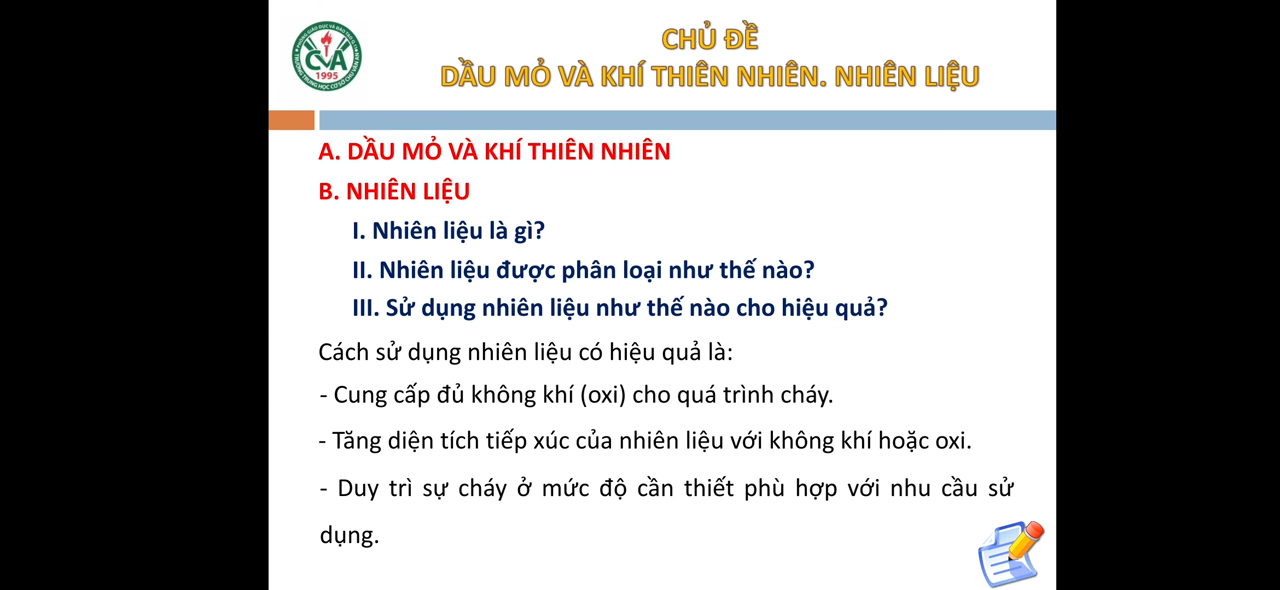 CHỦ ĐỀ
DẦU MỎ VÀ KHÍ THIÊN NHIÊN. NHIÊN LIỆU
CVA
1995
A. DẦU MỎ VÀ KHÍ THIÊN NHIÊN
B. NHIÊN LIỆU
I. Nhiên liệu là gì?
II. Nhiên liệu được phân loại như thế nào?
III. Sử dụng nhiên liệu như thế nào cho hiệu quả?
Cách sử dụng nhiên liệu có hiệu quả là:
- Cung cấp đủ không khí (oxi) cho quá trình cháy.
- Tăng diện tích tiếp xúc của nhiên liệu với không khí hoặc oxi.
- Duy trì sự cháy ở mức độ cần thiết phù hợp với nhu cầu sử
dụng.